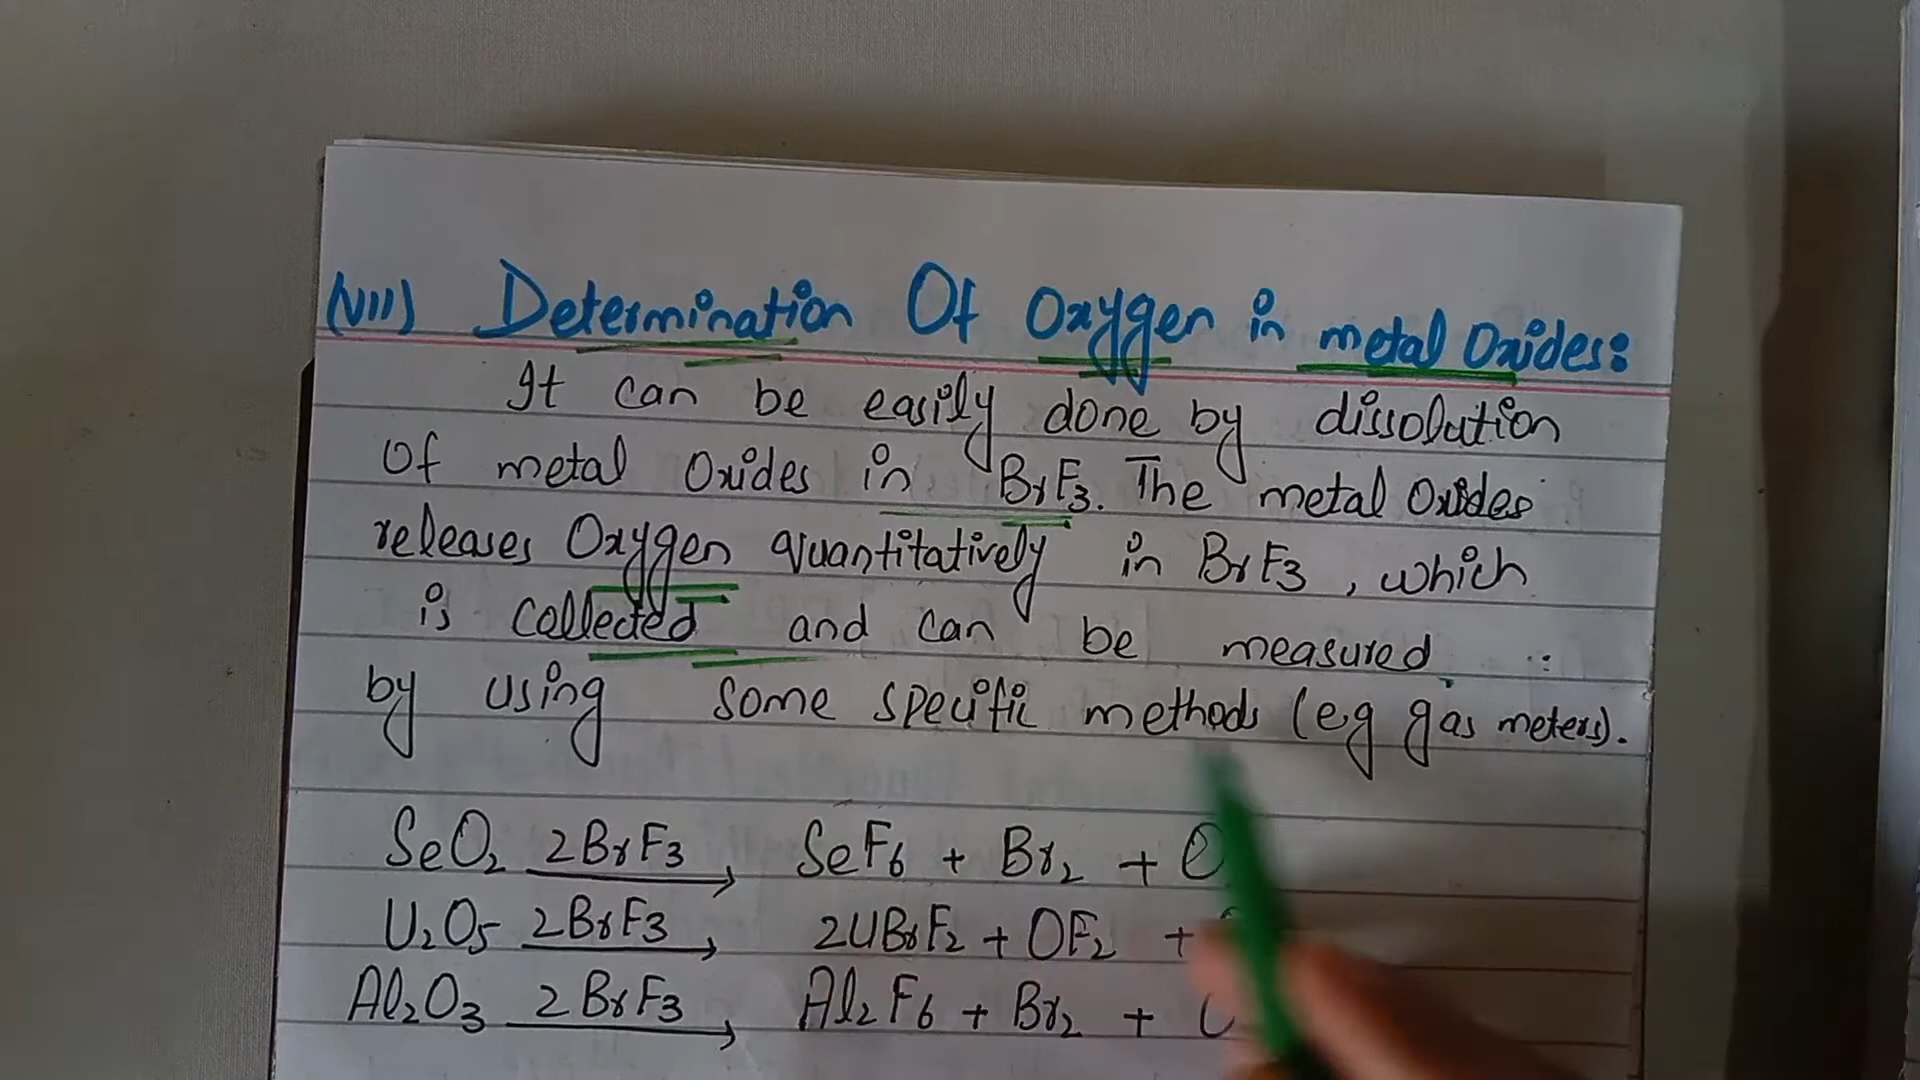 (VII) Determination Of Oxygen in metal Oxides:
It can be easily done by dissolution
Of metal Oxides in BrF3. The metal Oxides
releases Oxygen quantitatively in BrF3, which
is collected and can be measured
by using some specific methods (eg gas meters).
SeO2 2BrF3 → SeF6 + Br2 + O
U2O5 2BrF3 → 2UBrF2 + OF2 +
Al2O3 2BrF3 → Al2F6 + Br2 +